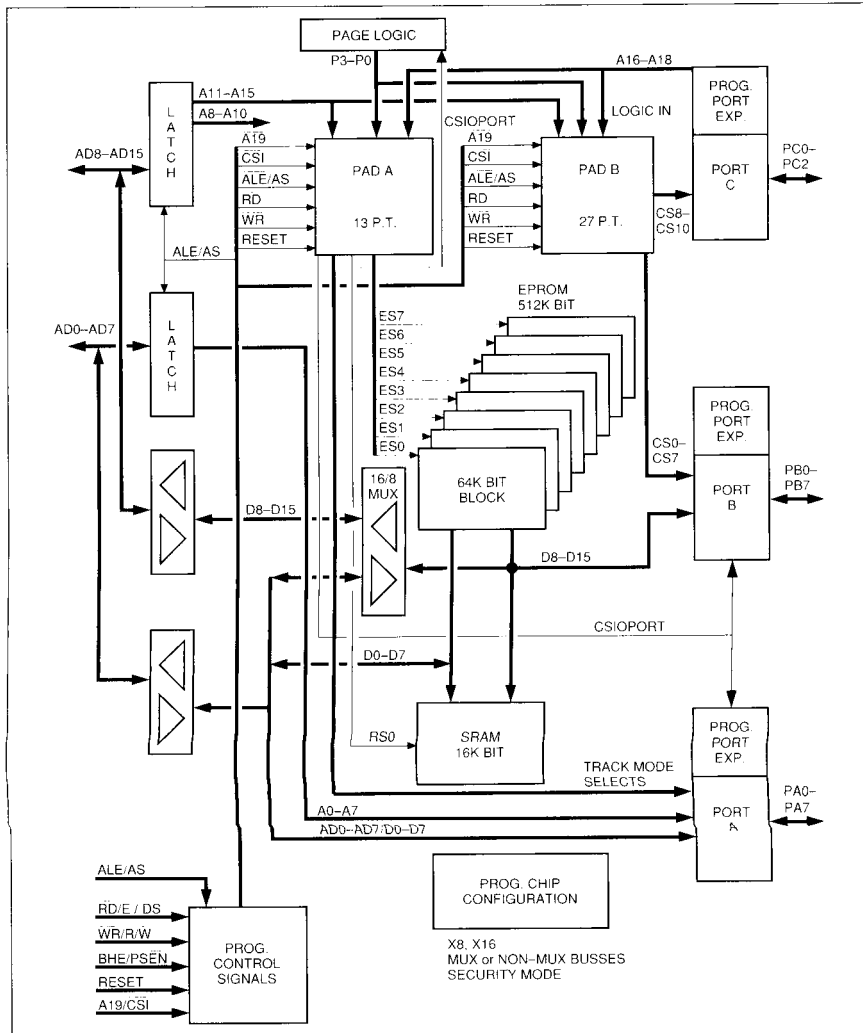 PAGE LOGIC
P3–P0
A16–A18
A11–A15
A8–A10
LATCH
AD8–AD15
ALE/AS
A19
CSI
ALE/AS
RD
WR
RESET
PAD A
13 P.T.
CSIOPORT
LOGIC IN
A19
CSI
ALE/AS
RD
WR
RESET
PAD B
27 P.T.
CS8–
CS10
PROG.
PORT
EXP.
PORT
C
PC0–
PC2
AD0–AD7
LATCH
EPROM
512K BIT
ES7
ES6
ES5
ES4
ES3
ES2
ES1
ES0
64K BIT
BLOCK
16/8
MUX
CS0–
CS7
PROG.
PORT
EXP.
PORT
B
PB0–
PB7
D8–D15
D8–D15
CSIOPORT
D0–D7
RS0
SRAM
16K BIT
PROG.
PORT
EXP.
PORT
A
PA0–
PA7
TRACK MODE
SELECTS
A0–A7
AD0–AD7/D0–D7
ALE/AS
RD/E / DS
WR/R/W
BHE/PSEN
RESET
A19/CSI
PROG.
CONTROL
SIGNALS
PROG. CHIP
CONFIGURATION
X8, X16
MUX or NON–MUX BUSSES
SECURITY MODE